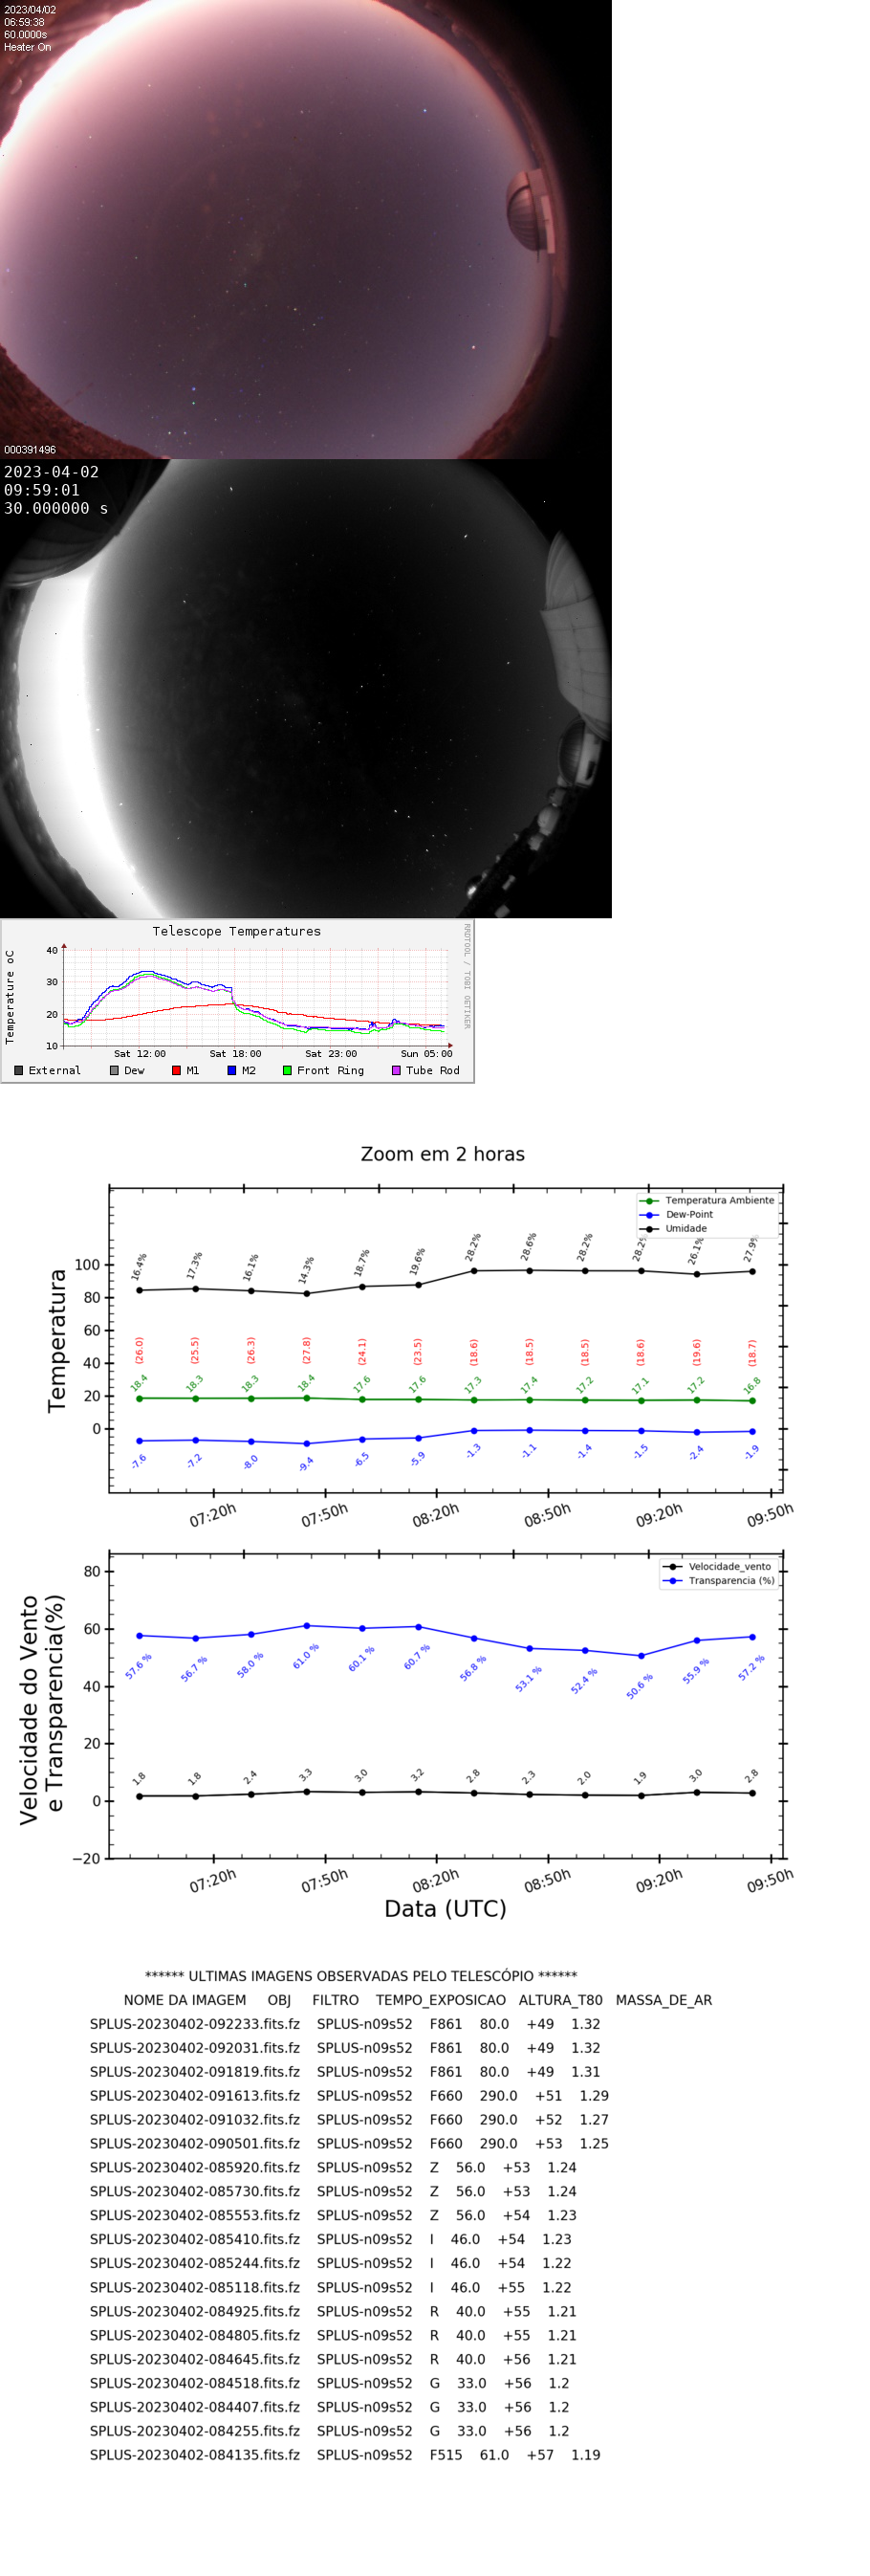 2023/04/02
06:59:38
60.0000s
Heater On
000391496
2023-04-02
09:59:01
30.000000 s
Telescope Temperatures
RRDTOOL / TOBI OETIKER
Temperature oC
40
30
20
10
Sat 12:00 Sat 18:00 Sat 23:00 Sun 05:00
External Dew M1 M2 Front Ring Tube Rod
Zoom em 2 horas
Temperatura Ambiente
Dew-Point
Umidade
Temperatura
100
80
60
40
20
0
16.4% 17.3% 16.1% 14.3% 18.7% 19.6% 28.2% 28.6% 28.2% 28.2% 26.1% 27.9%
(26.0) (25.5) (26.3) (27.8) (24.1) (23.5) (18.6) (18.5) (18.5) (18.6) (19.6) (18.7)
18.4 18.3 18.3 18.4 17.6 17.6 17.3 17.4 17.2 17.1 17.2 16.8
-7.6 -7.2 -8.0 -9.4 -6.5 -5.9 -1.3 -1.1 -1.4 -1.5 -2.4 -1.9
07:20h 07:50h 08:20h 08:50h 09:20h 09:50h
Velocidade_vento
Transparencia (%)
Velocidade do Vento
e Transparencia(%)
80
60
40
20
0
−20
57.6 % 56.7 % 58.0 % 61.0 % 60.1 % 60.7 % 56.8 % 53.1 % 52.4 % 50.6 % 55.9 % 57.2 %
1.8 1.8 2.4 3.3 3.0 3.2 2.8 2.3 2.0 1.9 3.0 2.8
07:20h 07:50h 08:20h 08:50h 09:20h 09:50h
Data (UTC)
****** ULTIMAS IMAGENS OBSERVADAS PELO TELESCÓPIO ******
NOME DA IMAGEM OBJ FILTRO TEMPO_EXPOSICAO ALTURA_T80 MASSA_DE_AR
SPLUS-20230402-092233.fits.fz SPLUS-n09s52 F861 80.0 +49 1.32
SPLUS-20230402-092031.fits.fz SPLUS-n09s52 F861 80.0 +49 1.32
SPLUS-20230402-091819.fits.fz SPLUS-n09s52 F861 80.0 +49 1.31
SPLUS-20230402-091613.fits.fz SPLUS-n09s52 F660 290.0 +51 1.29
SPLUS-20230402-091032.fits.fz SPLUS-n09s52 F660 290.0 +52 1.27
SPLUS-20230402-090501.fits.fz SPLUS-n09s52 F660 290.0 +53 1.25
SPLUS-20230402-085920.fits.fz SPLUS-n09s52 Z 56.0 +53 1.24
SPLUS-20230402-085730.fits.fz SPLUS-n09s52 Z 56.0 +53 1.24
SPLUS-20230402-085553.fits.fz SPLUS-n09s52 Z 56.0 +54 1.23
SPLUS-20230402-085410.fits.fz SPLUS-n09s52 I 46.0 +54 1.23
SPLUS-20230402-085244.fits.fz SPLUS-n09s52 I 46.0 +54 1.22
SPLUS-20230402-085118.fits.fz SPLUS-n09s52 I 46.0 +55 1.22
SPLUS-20230402-084925.fits.fz SPLUS-n09s52 R 40.0 +55 1.21
SPLUS-20230402-084805.fits.fz SPLUS-n09s52 R 40.0 +55 1.21
SPLUS-20230402-084645.fits.fz SPLUS-n09s52 R 40.0 +56 1.21
SPLUS-20230402-084518.fits.fz SPLUS-n09s52 G 33.0 +56 1.2
SPLUS-20230402-084407.fits.fz SPLUS-n09s52 G 33.0 +56 1.2
SPLUS-20230402-084255.fits.fz SPLUS-n09s52 G 33.0 +56 1.2
SPLUS-20230402-084135.fits.fz SPLUS-n09s52 F515 61.0 +57 1.19